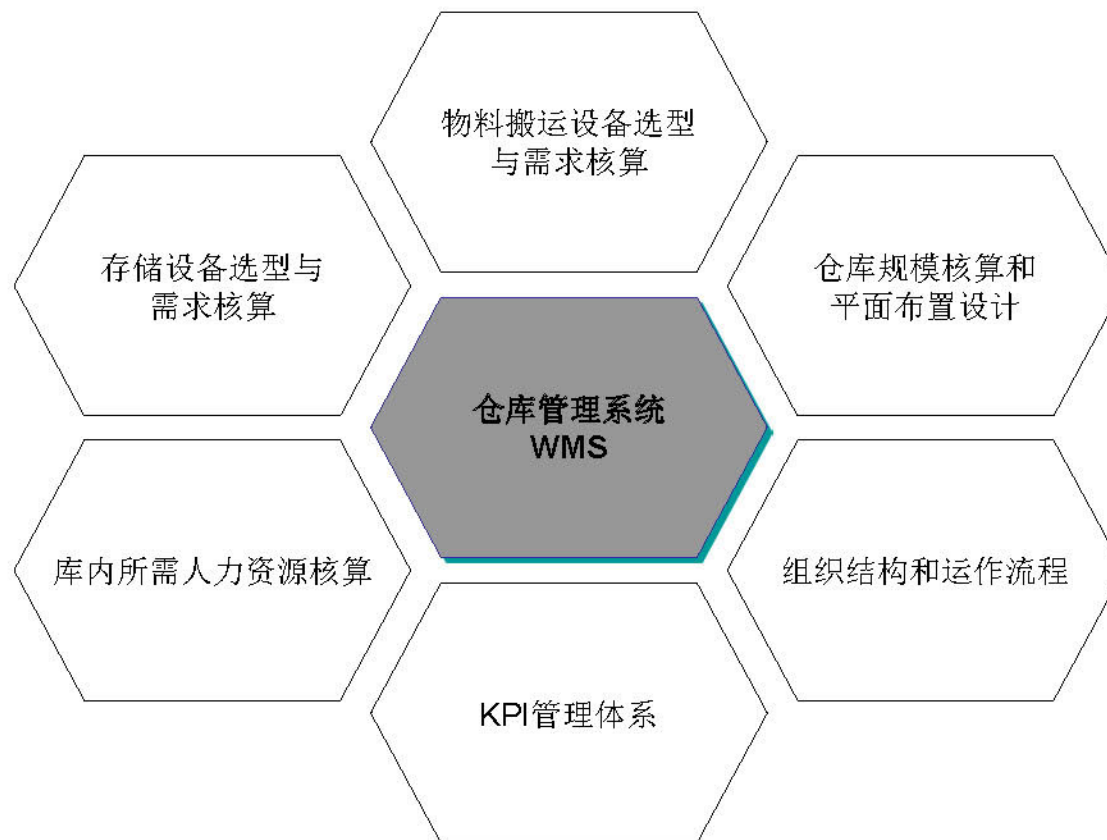 物料搬运设备选型
与需求核算
存储设备选型与
需求核算
仓库规模核算和
平面布置设计
仓库管理系统
WMS
库内所需人力资源核算
组织结构和运作流程
KPI管理体系